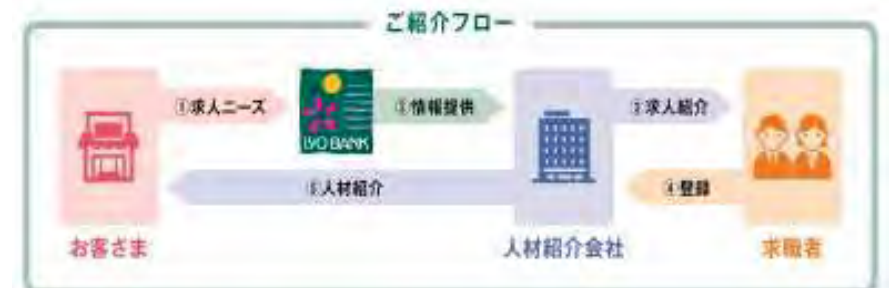 ご紹介フロー
①求人ニーズ
IYO BANK
②情報提供
③求人紹介
⑤人材紹介
④登録
お客さま
人材紹介会社
求職者